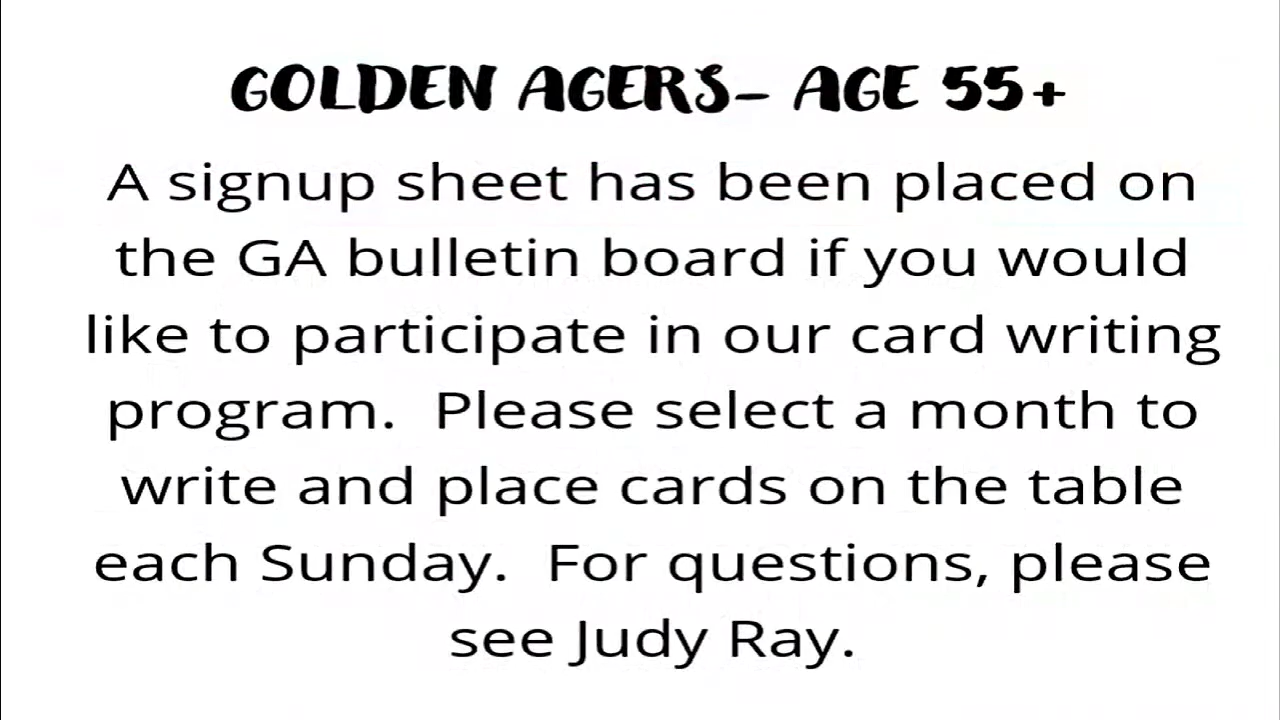 GOLDEN AGERS- AGE 55+
A signup sheet has been placed on
the GA bulletin board if you would
like to participate in our card writing
program.  Please select a month to
write and place cards on the table
each Sunday.  For questions, please
see Judy Ray.